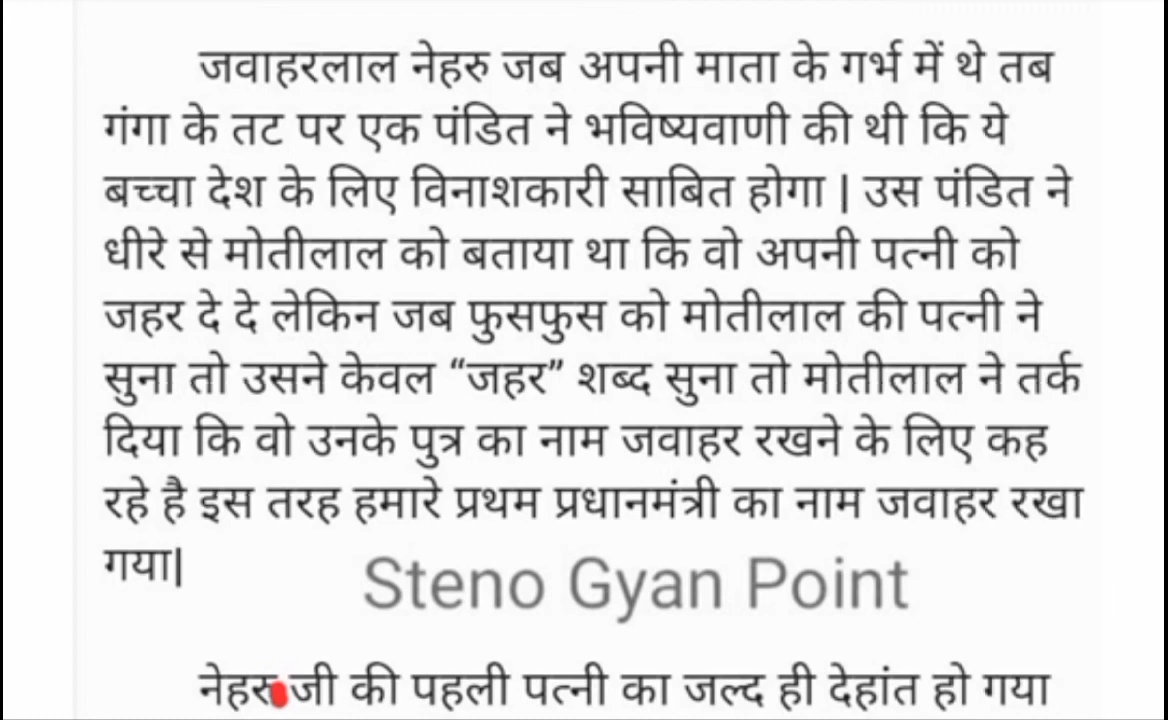 जवाहरलाल नेहरु जब अपनी माता के गर्भ में थे तब
गंगा के तट पर एक पंडित ने भविष्यवाणी की थी कि ये
बच्चा देश के लिए विनाशकारी साबित होगा | उस पंडित ने
धीरे से मोतीलाल को बताया था कि वो अपनी पत्नी को
जहर दे दे लेकिन जब फुसफुस को मोतीलाल की पत्नी ने
सुना तो उसने केवल “जहर” शब्द सुना तो मोतीलाल ने तर्क
दिया कि वो उनके पुत्र का नाम जवाहर रखने के लिए कह
रहे है इस तरह हमारे प्रथम प्रधानमंत्री का नाम जवाहर रखा
गया|
Steno Gyan Point
नेहरु जी की पहली पत्नी का जल्द ही देहांत हो गया